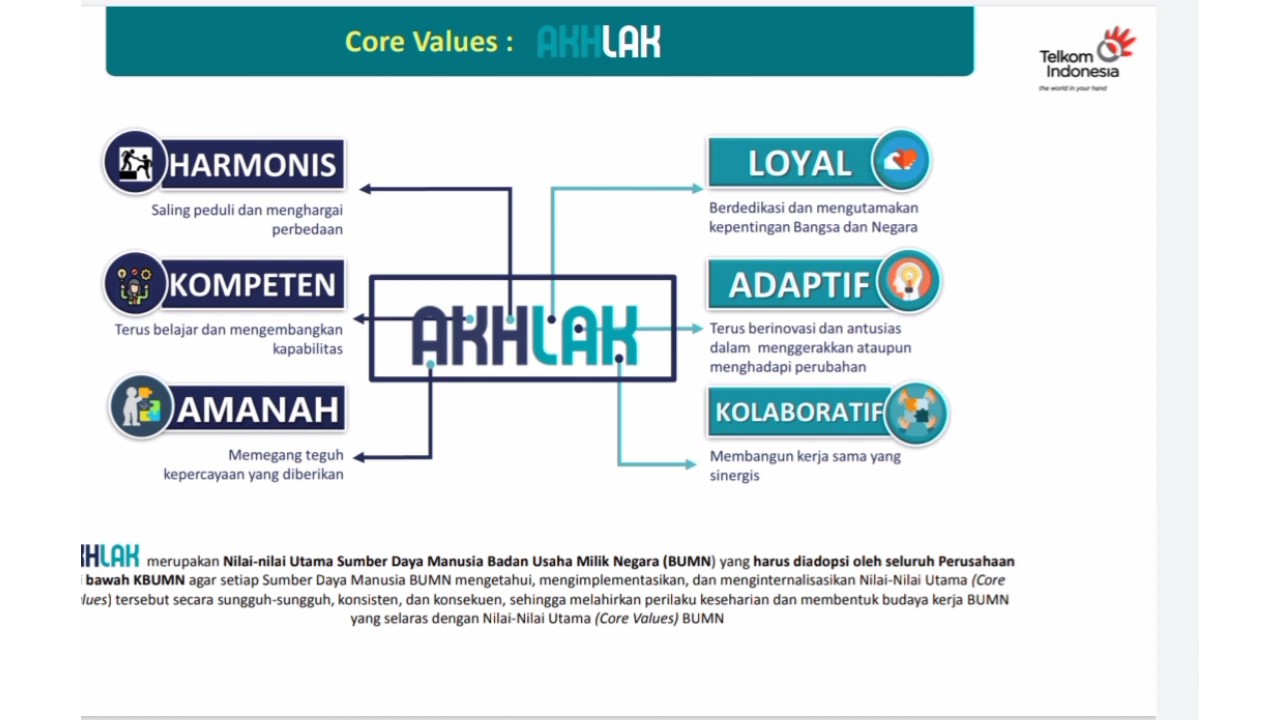 Core Values : AKHLAK
Telkom
Indonesia
the world in your hand
HARMONIS
Saling peduli dan menghargai
perbedaan
KOMPETEN
Terus belajar dan mengembangkan
kapabilitas
AMANAH
Memegang teguh
kepercayaan yang diberikan
AKHLAK
LOYAL
Berdedikasi dan mengutamakan
kepentingan Bangsa dan Negara
ADAPTIF
Terus berinovasi dan antusias
dalam menggerakkan ataupun
menghadapi perubahan
KOLABORATIF
Membangun kerja sama yang
sinergis
HLAK merupakan Nilai-nilai Utama Sumber Daya Manusia Badan Usaha Milik Negara (BUMN) yang harus diadopsi oleh seluruh Perusahaan
bawah KBUMN agar setiap Sumber Daya Manusia BUMN mengetahui, mengimplementasikan, dan menginternalisasikan Nilai-Nilai Utama (Core
lues) tersebut secara sungguh-sungguh, konsisten, dan konsekuen, sehingga melahirkan perilaku keseharian dan membentuk budaya kerja BUMN
yang selaras dengan Nilai-Nilai Utama (Core Values) BUMN